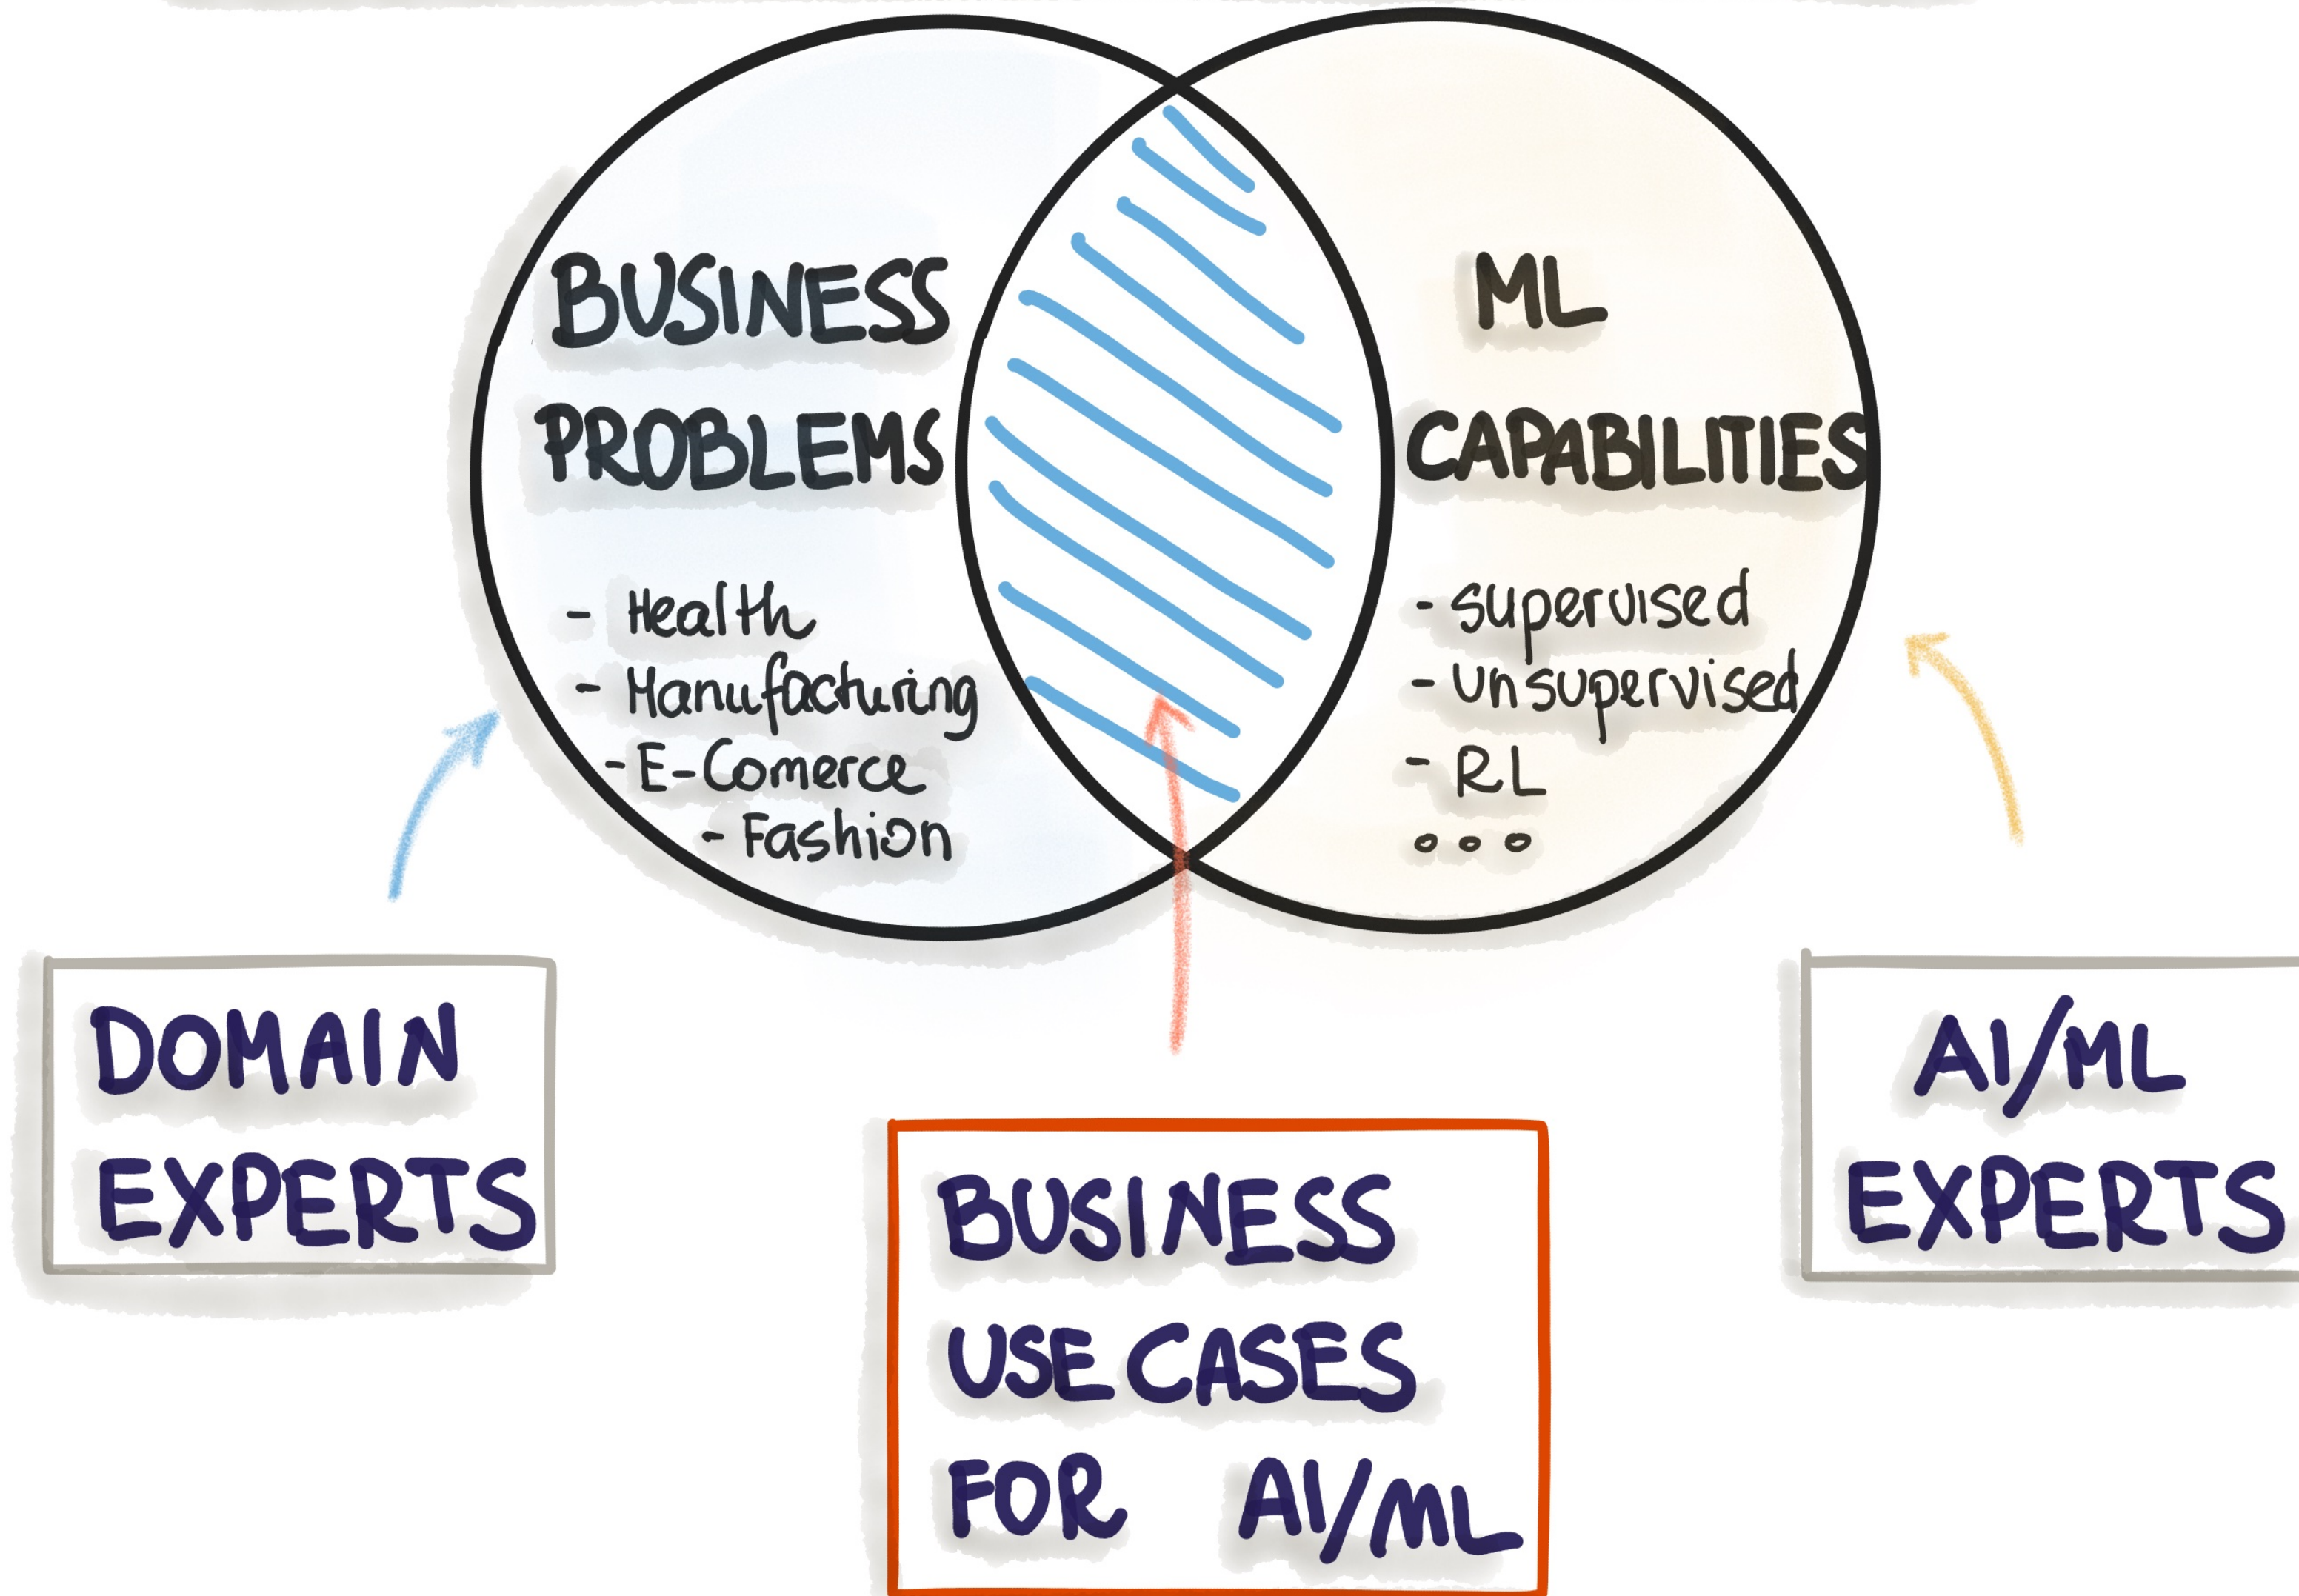 BUSINESS
PROBLEMS
- Health
- Manufacturing
- E-Comerce
- Fashion
ML
CAPABILITIES
- supervised
- unsupervised
- RL
ooo
DOMAIN
EXPERTS
BUSINESS
USE CASES
FOR AI/ML
AI/ML
EXPERTS